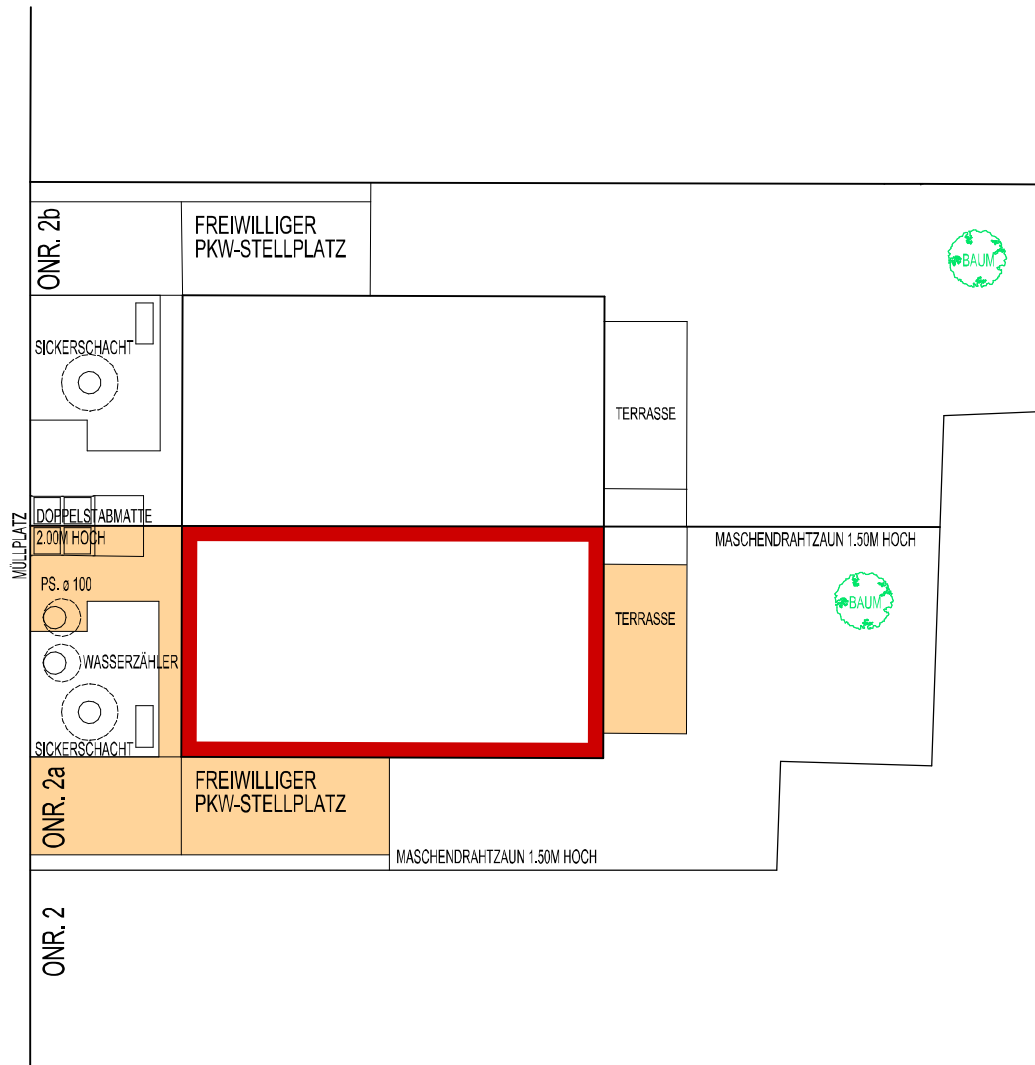 ONR. 2b
FREIWILLIGER
PKW-STELLPLATZ
BAUM
SICKERSCHACHT
TERRASSE
MÜLLPLATZ
DOPPELSTABMATTE
2.00M HOCH
MASCHENDRAHTZAUN 1.50M HOCH
PS. ø 100
BAUM
TERRASSE
WASSERZÄHLER
SICKERSCHACHT
ONR. 2a
FREIWILLIGER
PKW-STELLPLATZ
MASCHENDRAHTZAUN 1.50M HOCH
ONR. 2